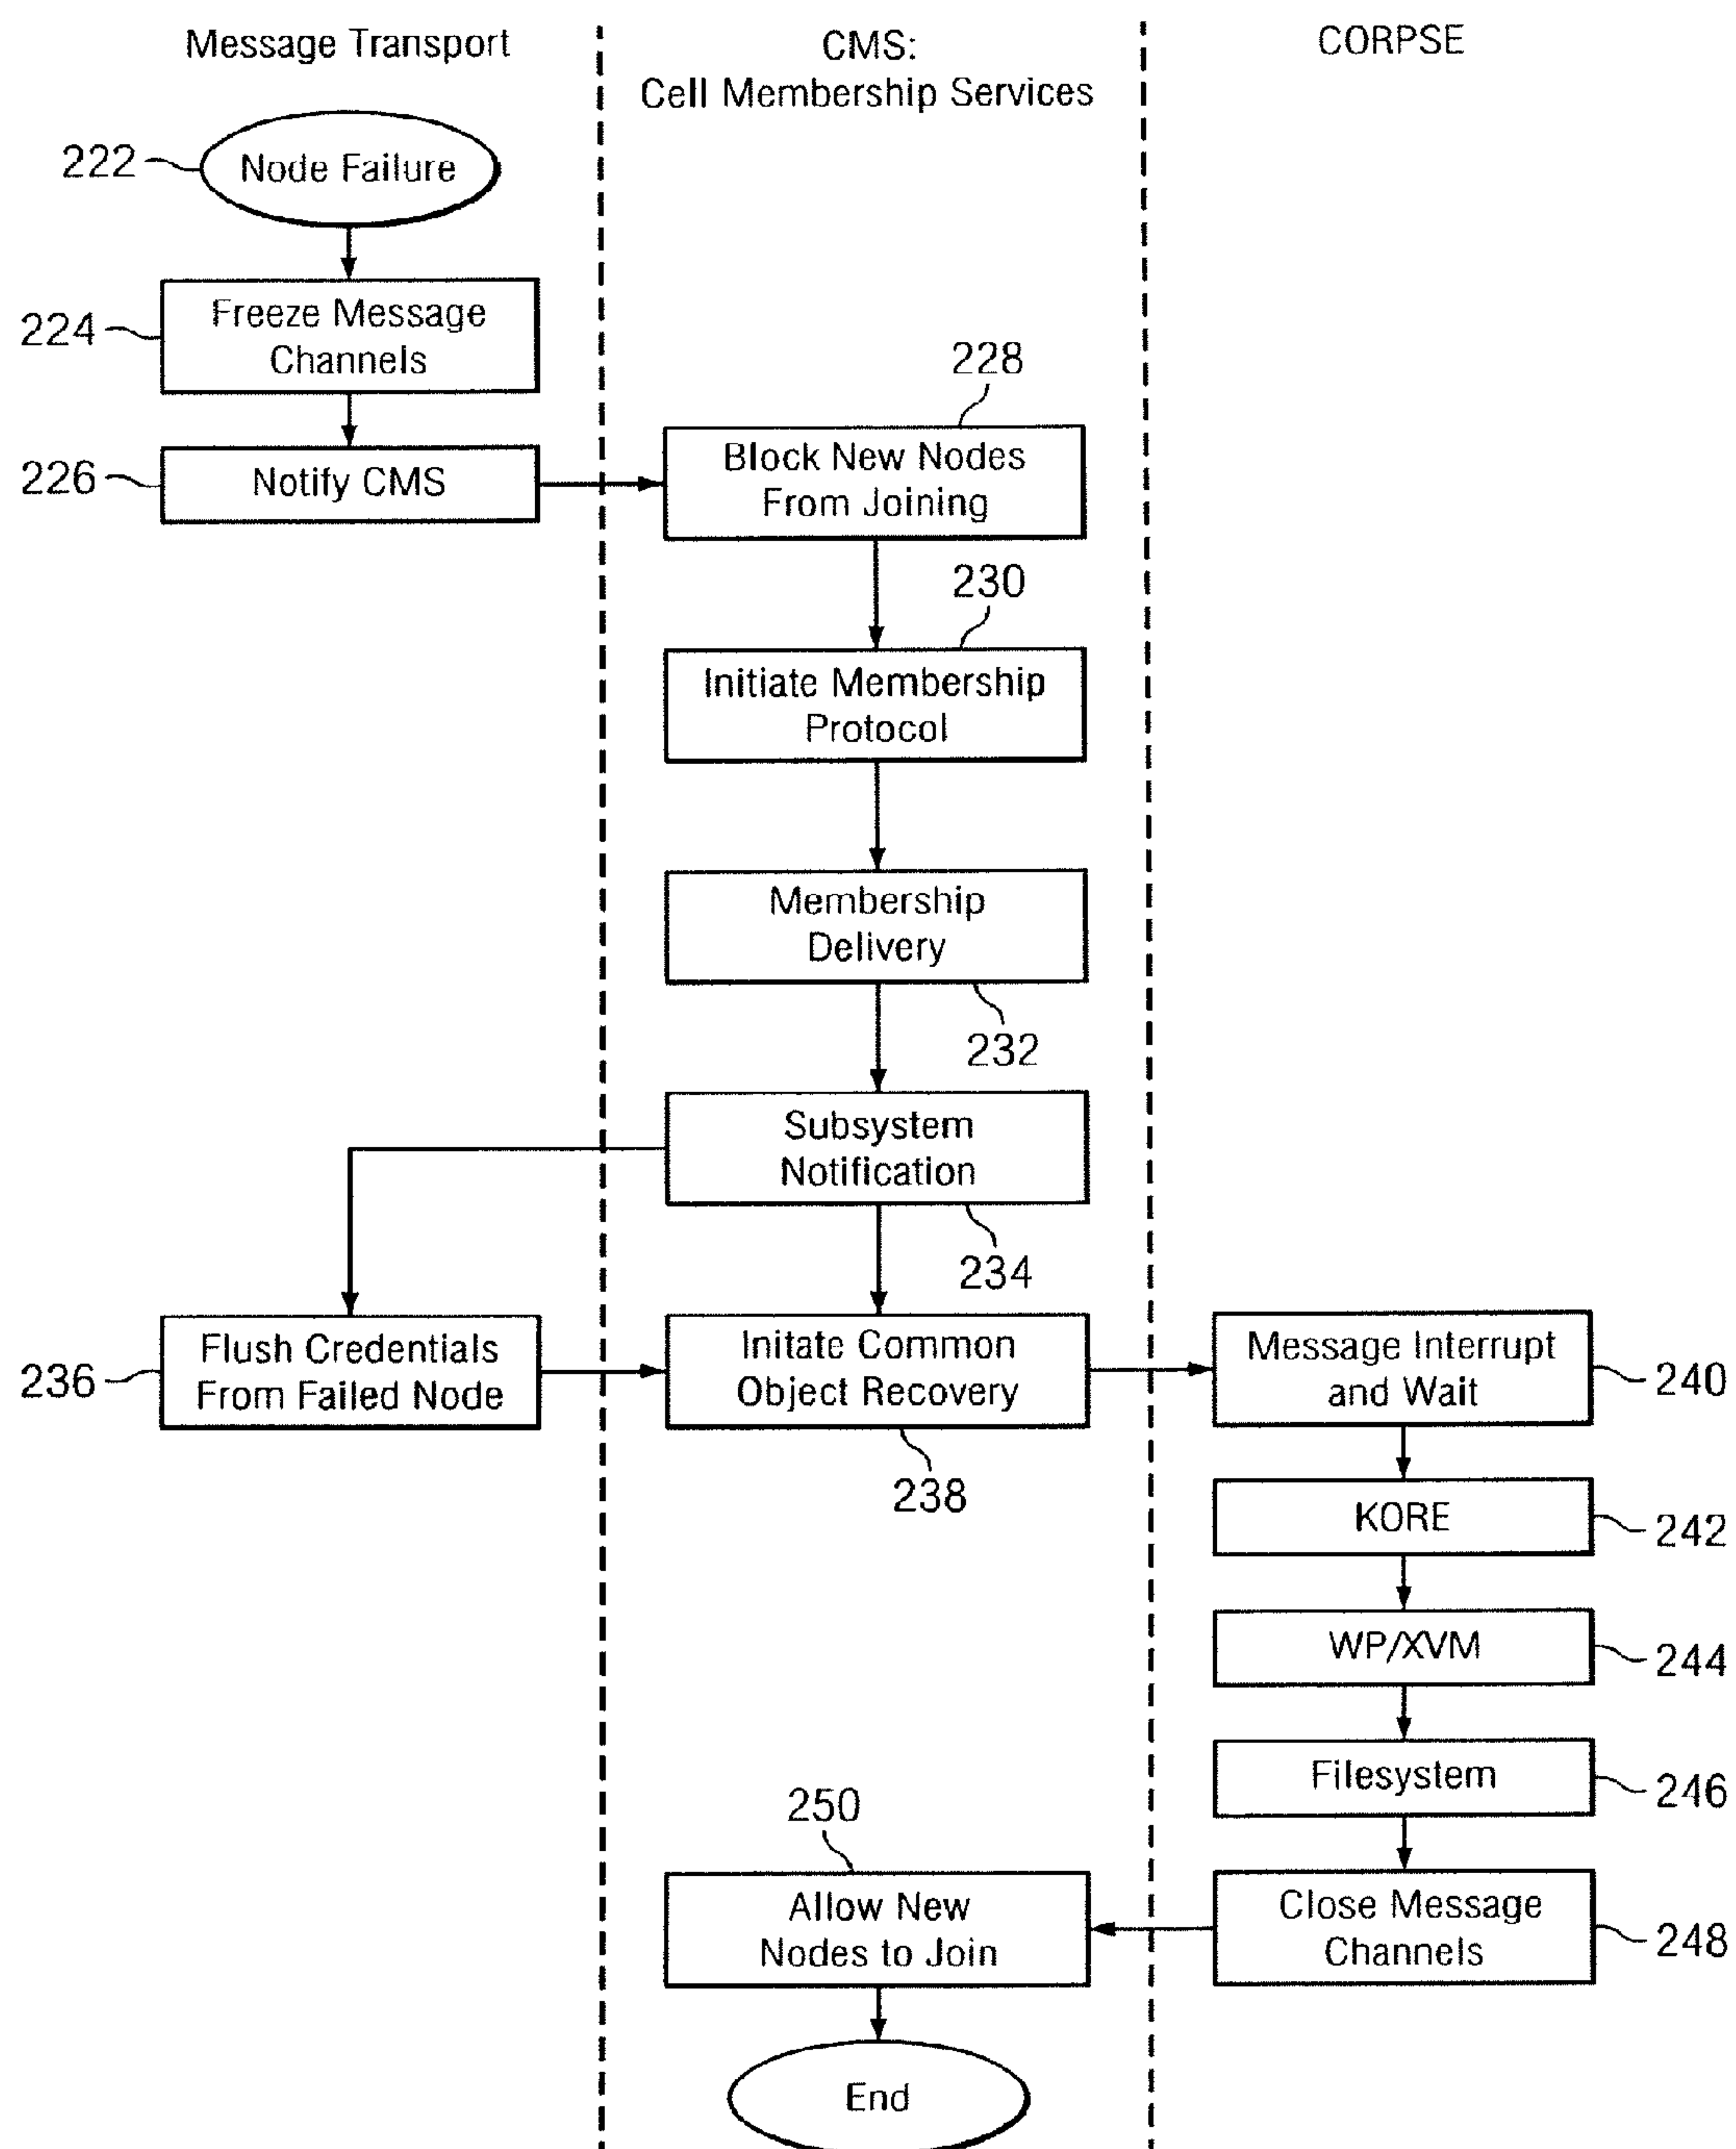 Message Transport
CMS:
Cell Membership Services
CORPSE
222
Node Failure
224
Freeze Message
Channels
226
Notify CMS
228
Block New Nodes
From Joining
230
Initiate Membership
Protocol
Membership
Delivery
232
Subsystem
Notification
234
236
Flush Credentials
From Failed Node
Initate Common
Object Recovery
238
Message Interrupt
and Wait
240
KORE
242
WP/XVM
244
Filesystem
246
Close Message
Channels
248
250
Allow New
Nodes to Join
End